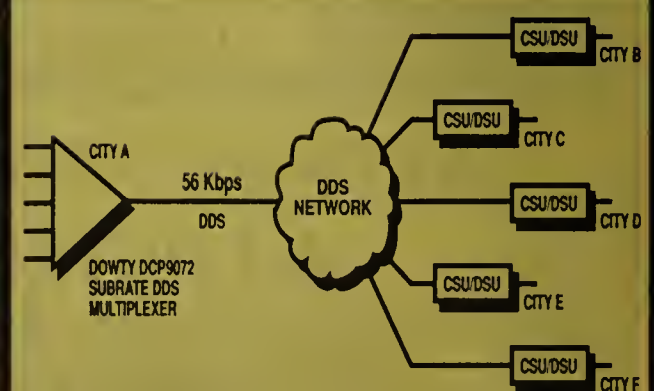 CSU/DSU
CITY B
CITY A
CSU/DSU
CITY C
56 Kbps
DDS
DDS
NETWORK
CSU/DSU
CITY D
DOWTY DCP9072
SUBRATE DDS
MULTIPLEXER
CSU/DSU
CITY E
CSU/DSU
CITY F